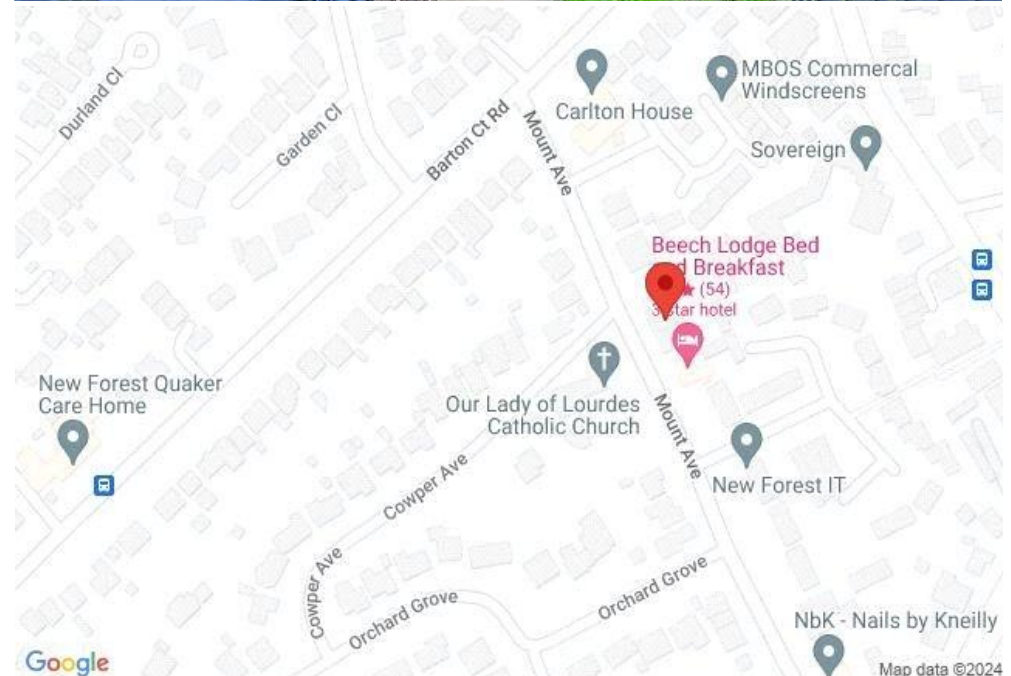 Durland Cl
Garden Cl
Barton Ct Rd
Mount Ave
Carlton House
MBOS Commercal
Windscreens
Sovereign
Beech Lodge Bed
Breakfast
(54)
hotel
New Forest Quaker
Care Home
Our Lady of Lourdes
Catholic Church
Mount Ave
New Forest IT
Cowper Ave
Cowper Ave
Orchard Grove
Orchard Grove
NbK - Nails by Kneilly
Google
Map data ©2024